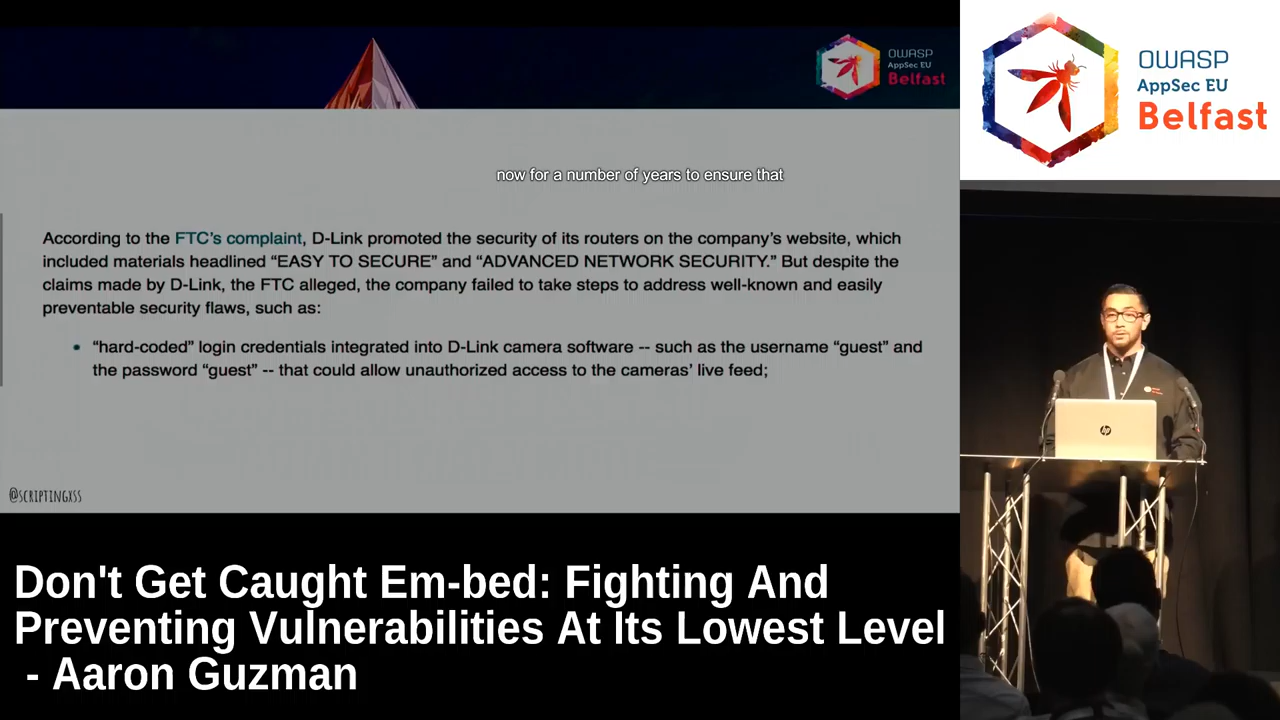 OWASP
AppSec EU
Belfast
OWASP
AppSec EU
Belfast
now for a number of years to ensure that
According to the FTC's complaint, D-Link promoted the security of its routers on the company's website, which
included materials headlined “EASY TO SECURE” and “ADVANCED NETWORK SECURITY.” But despite the
claims made by D-Link, the FTC alleged, the company failed to take steps to address well-known and easily
preventable security flaws, such as:
• “hard-coded” login credentials integrated into D-Link camera software -- such as the username “guest” and
the password “guest” -- that could allow unauthorized access to the cameras' live feed;
@SCRIPTINGXSS
hp
Don't Get Caught Em-bed: Fighting And
Preventing Vulnerabilities At Its Lowest Level
- Aaron Guzman